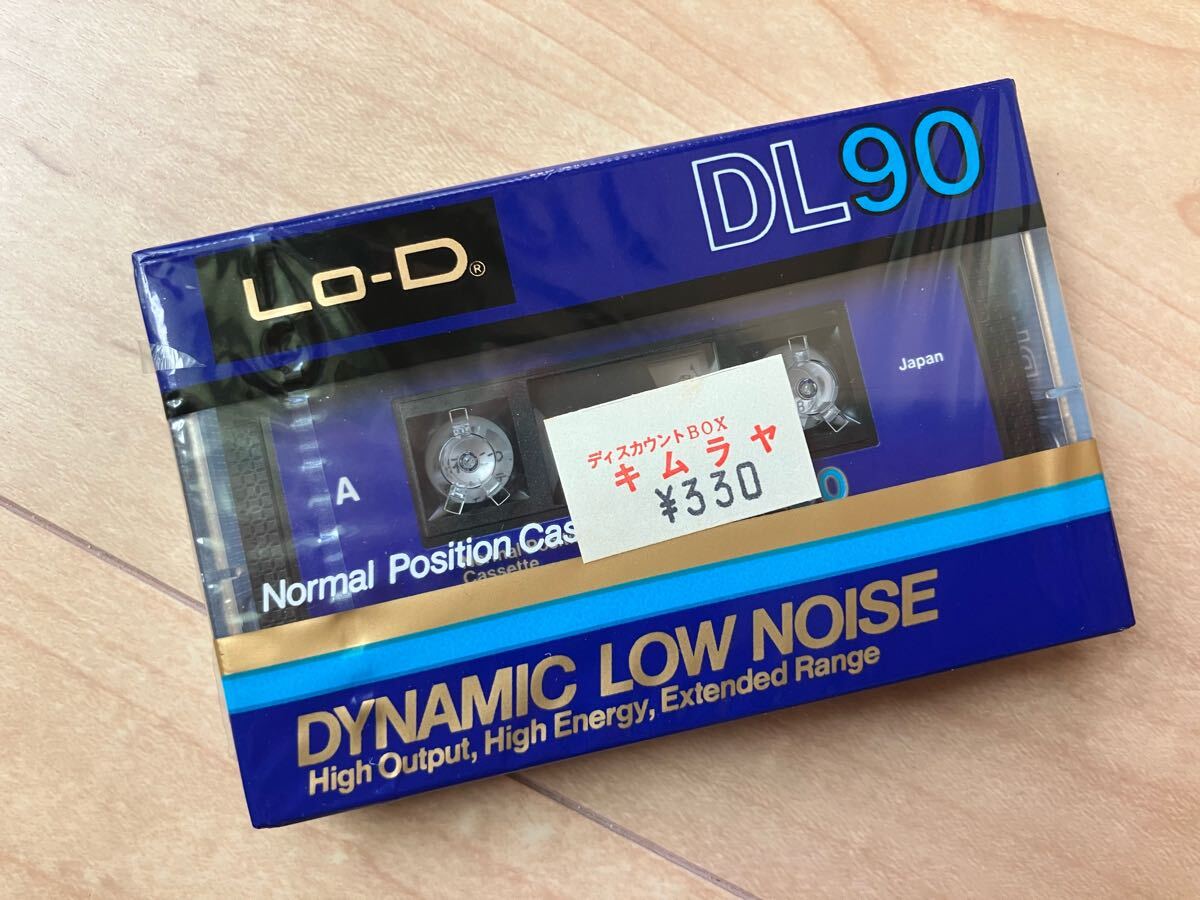 DL90
Lo-D®
Japan
A
ディスカウントBOX
キムラヤ
¥330
Normal Position Cas
Cassette
DYNAMIC LOW NOISE
High Output, High Energy, Extended Range